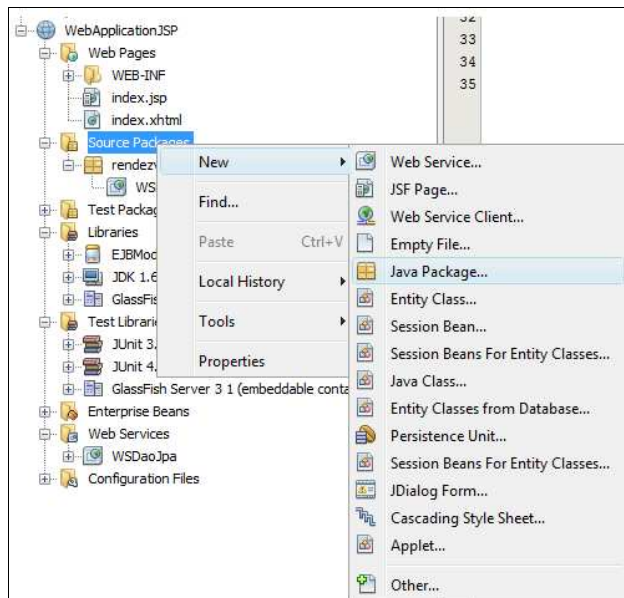 WebApplicationJSP
Web Pages
WEB-INF
index.jsp
index.xhtml
Source Packages
rendezv
WS
Test Packag
Libraries
EJBMod
JDK 1.6
GlassFis
Test Librarie
JUnit 3.
JUnit 4.
GlassFish Server 3 1 (embeddable conta
Enterprise Beans
Web Services
WSDaoJpa
Configuration Files
32
33
34
35
New
Find...
Paste Ctrl+V
Local History
Tools
Properties
Web Service...
JSF Page...
Web Service Client...
Empty File...
Java Package...
Entity Class...
Session Bean...
Session Beans For Entity Classes...
Java Class...
Entity Classes from Database...
Persistence Unit...
Session Beans For Entity Classes...
JDialog Form...
Cascading Style Sheet...
Applet...
Other...